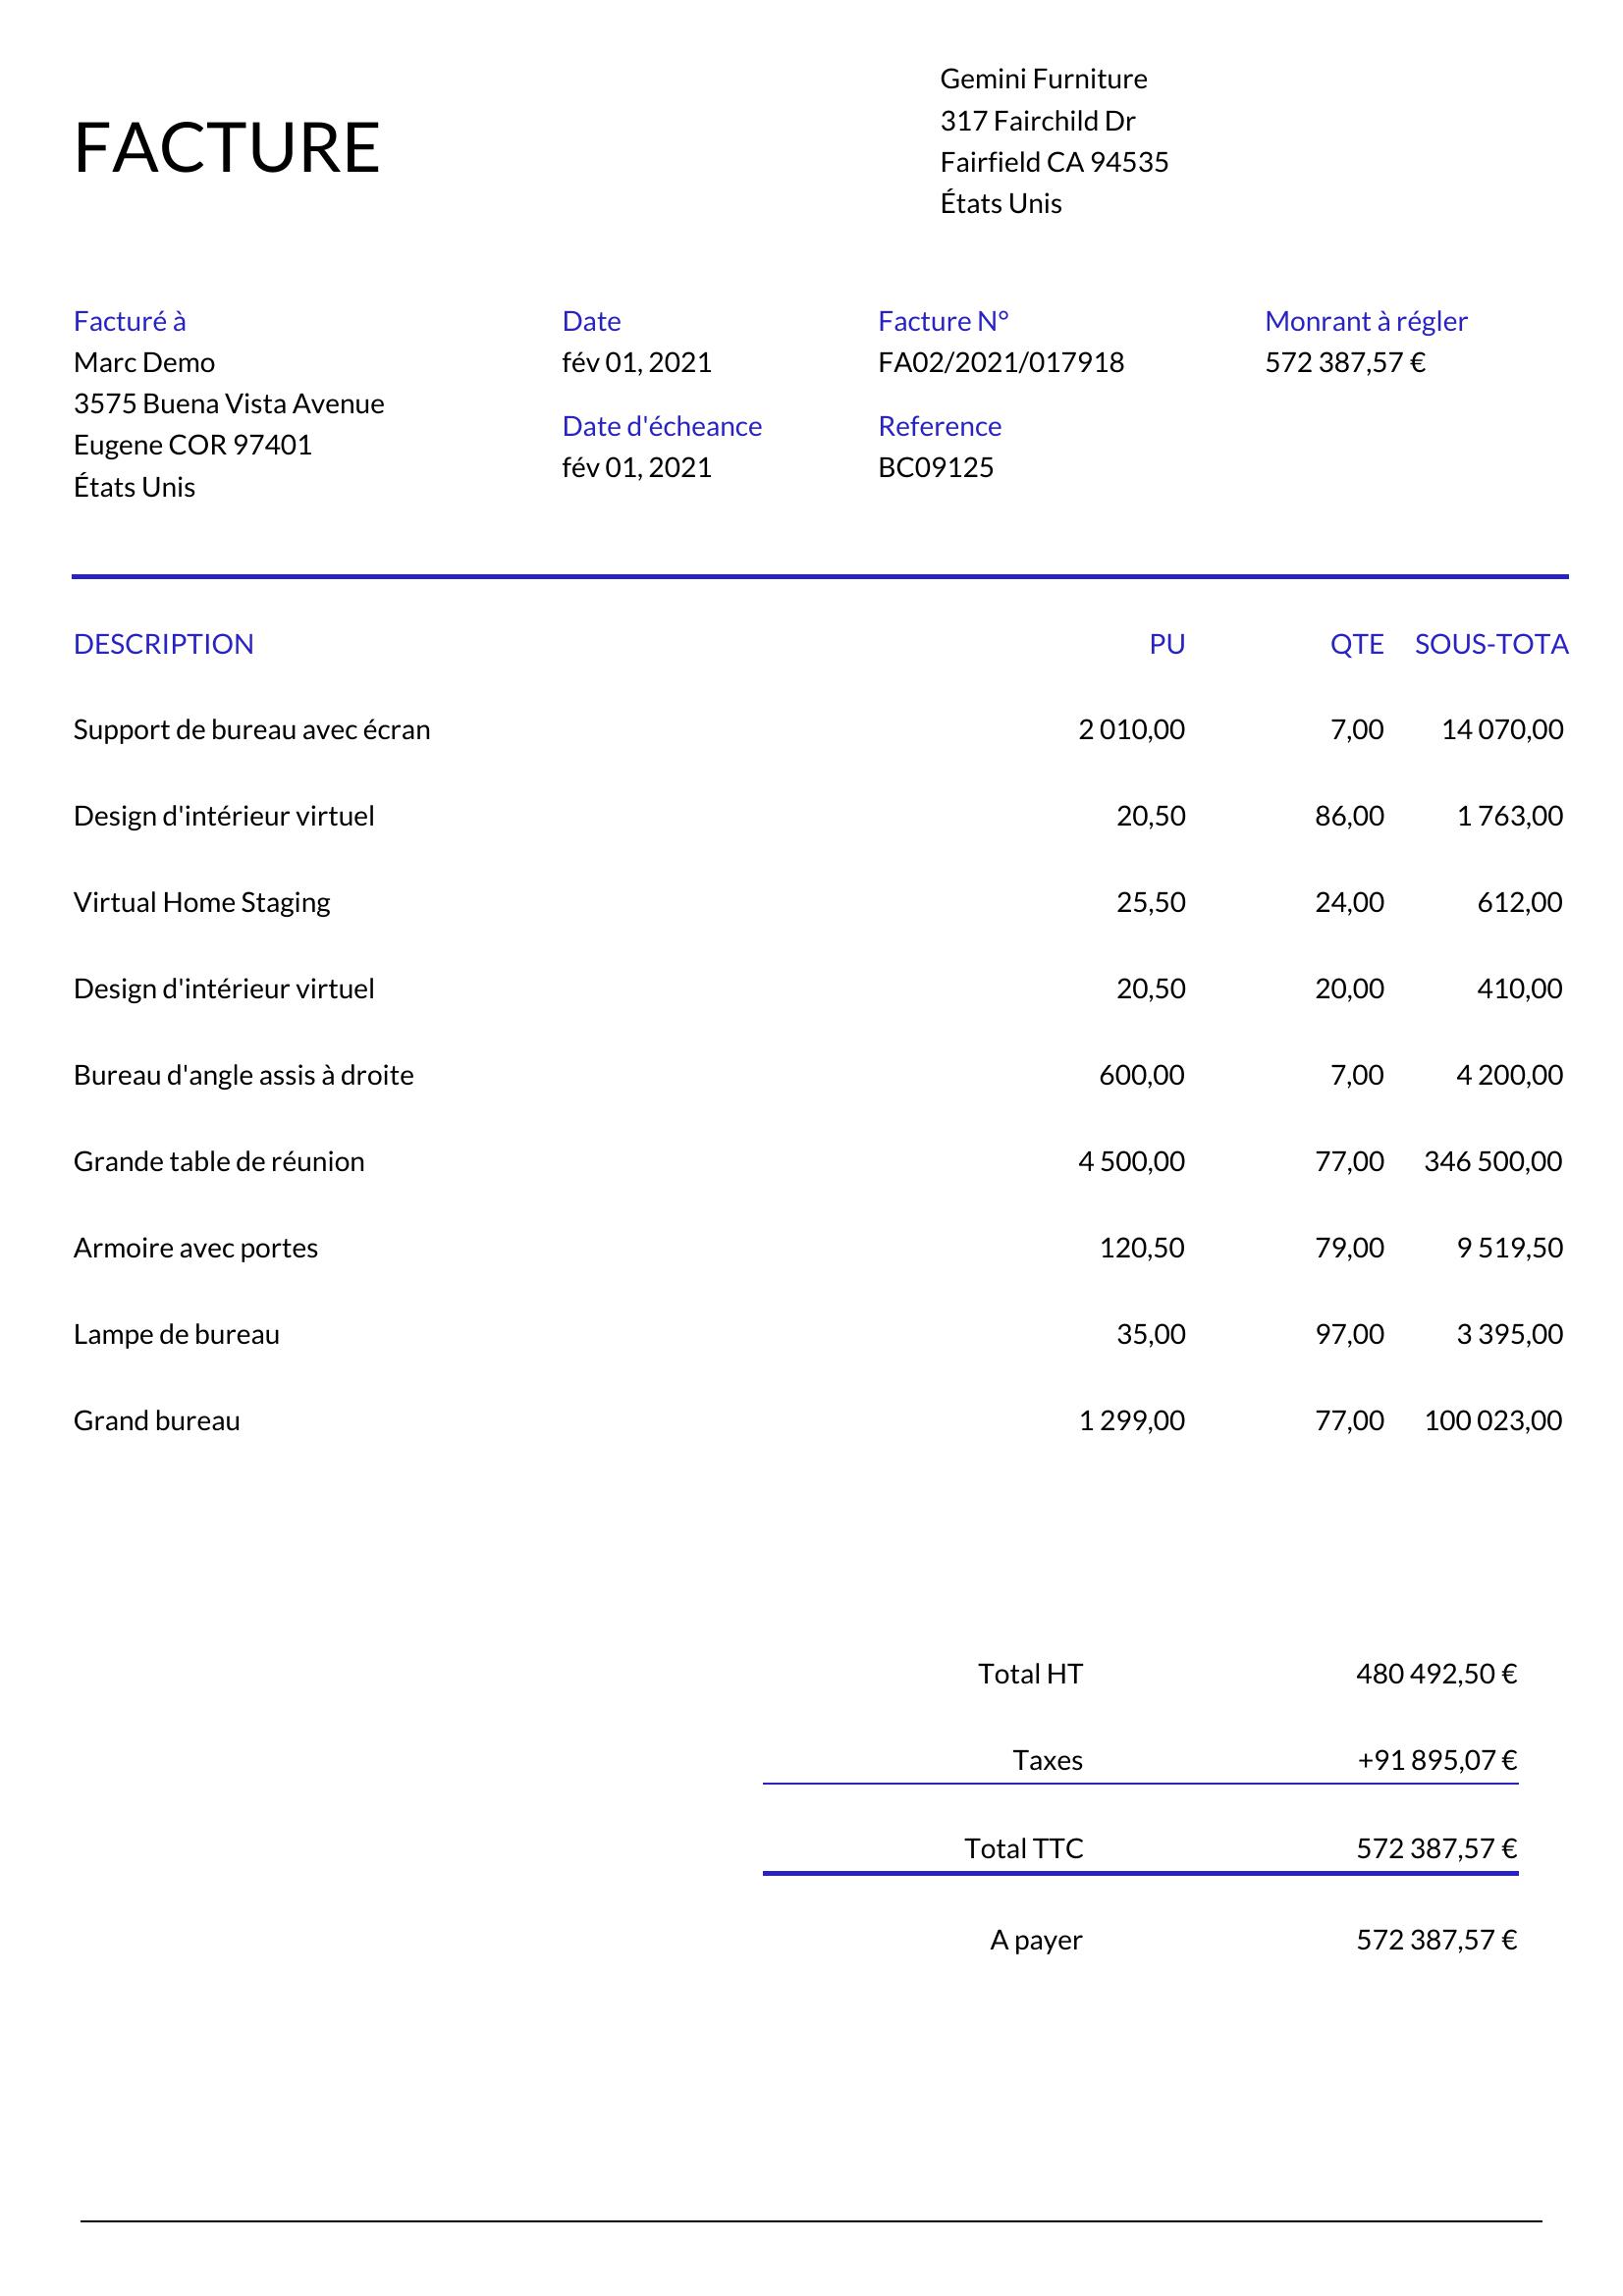 Gemini Furniture
317 Fairchild Dr
Fairfield CA 94535
États Unis
FACTURE
Facturé à
Marc Demo
3575 Buena Vista Avenue
Eugene COR 97401
États Unis
Date
fév 01, 2021
Date d'écheance
fév 01, 2021
Facture N°
FA02/2021/017918
Reference
BC09125
Monrant à régler
572 387,57 €
DESCRIPTION PU QTE SOUS-TOTA
Support de bureau avec écran 2 010,00 7,00 14 070,00
Design d'intérieur virtuel 20,50 86,00 1 763,00
Virtual Home Staging 25,50 24,00 612,00
Design d'intérieur virtuel 20,50 20,00 410,00
Bureau d'angle assis à droite 600,00 7,00 4 200,00
Grande table de réunion 4 500,00 77,00 346 500,00
Armoire avec portes 120,50 79,00 9 519,50
Lampe de bureau 35,00 97,00 3 395,00
Grand bureau 1 299,00 77,00 100 023,00
Total HT 480 492,50 €
Taxes +91 895,07 €
Total TTC 572 387,57 €
A payer 572 387,57 €